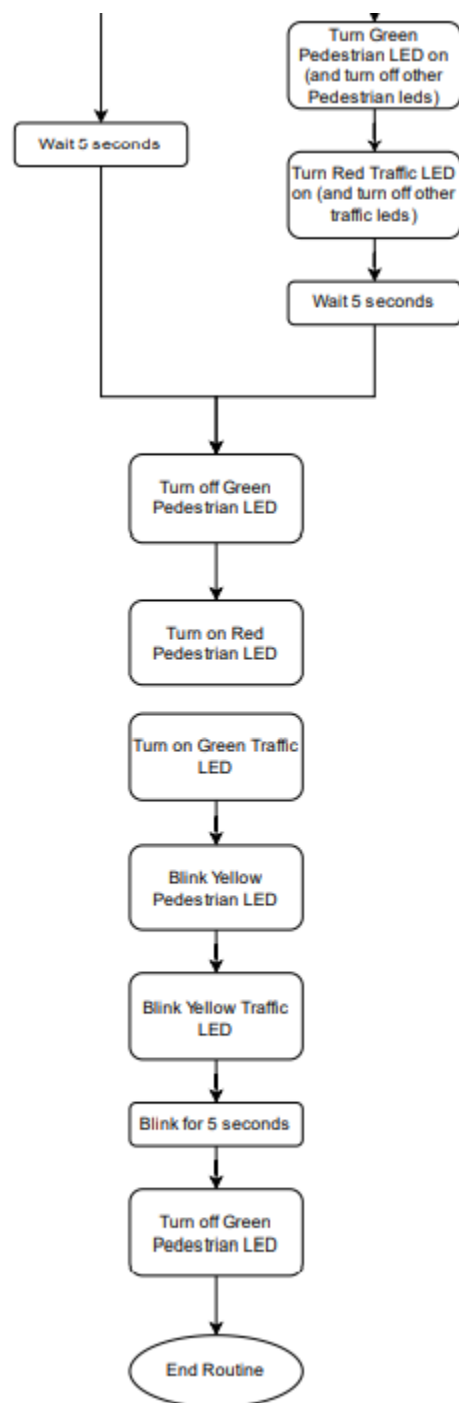 Turn Green
Pedestrian LED on
(and turn off other
Pedestrian leds)
Wait 5 seconds
Turn Red Traffic LED
on (and turn off other
traffic leds)
Wait 5 seconds
Turn off Green
Pedestrian LED
Turn on Red
Pedestrian LED
Turn on Green Traffic
LED
Blink Yellow
Pedestrian LED
Blink Yellow Traffic
LED
Blink for 5 seconds
Turn off Green
Pedestrian LED
End Routine